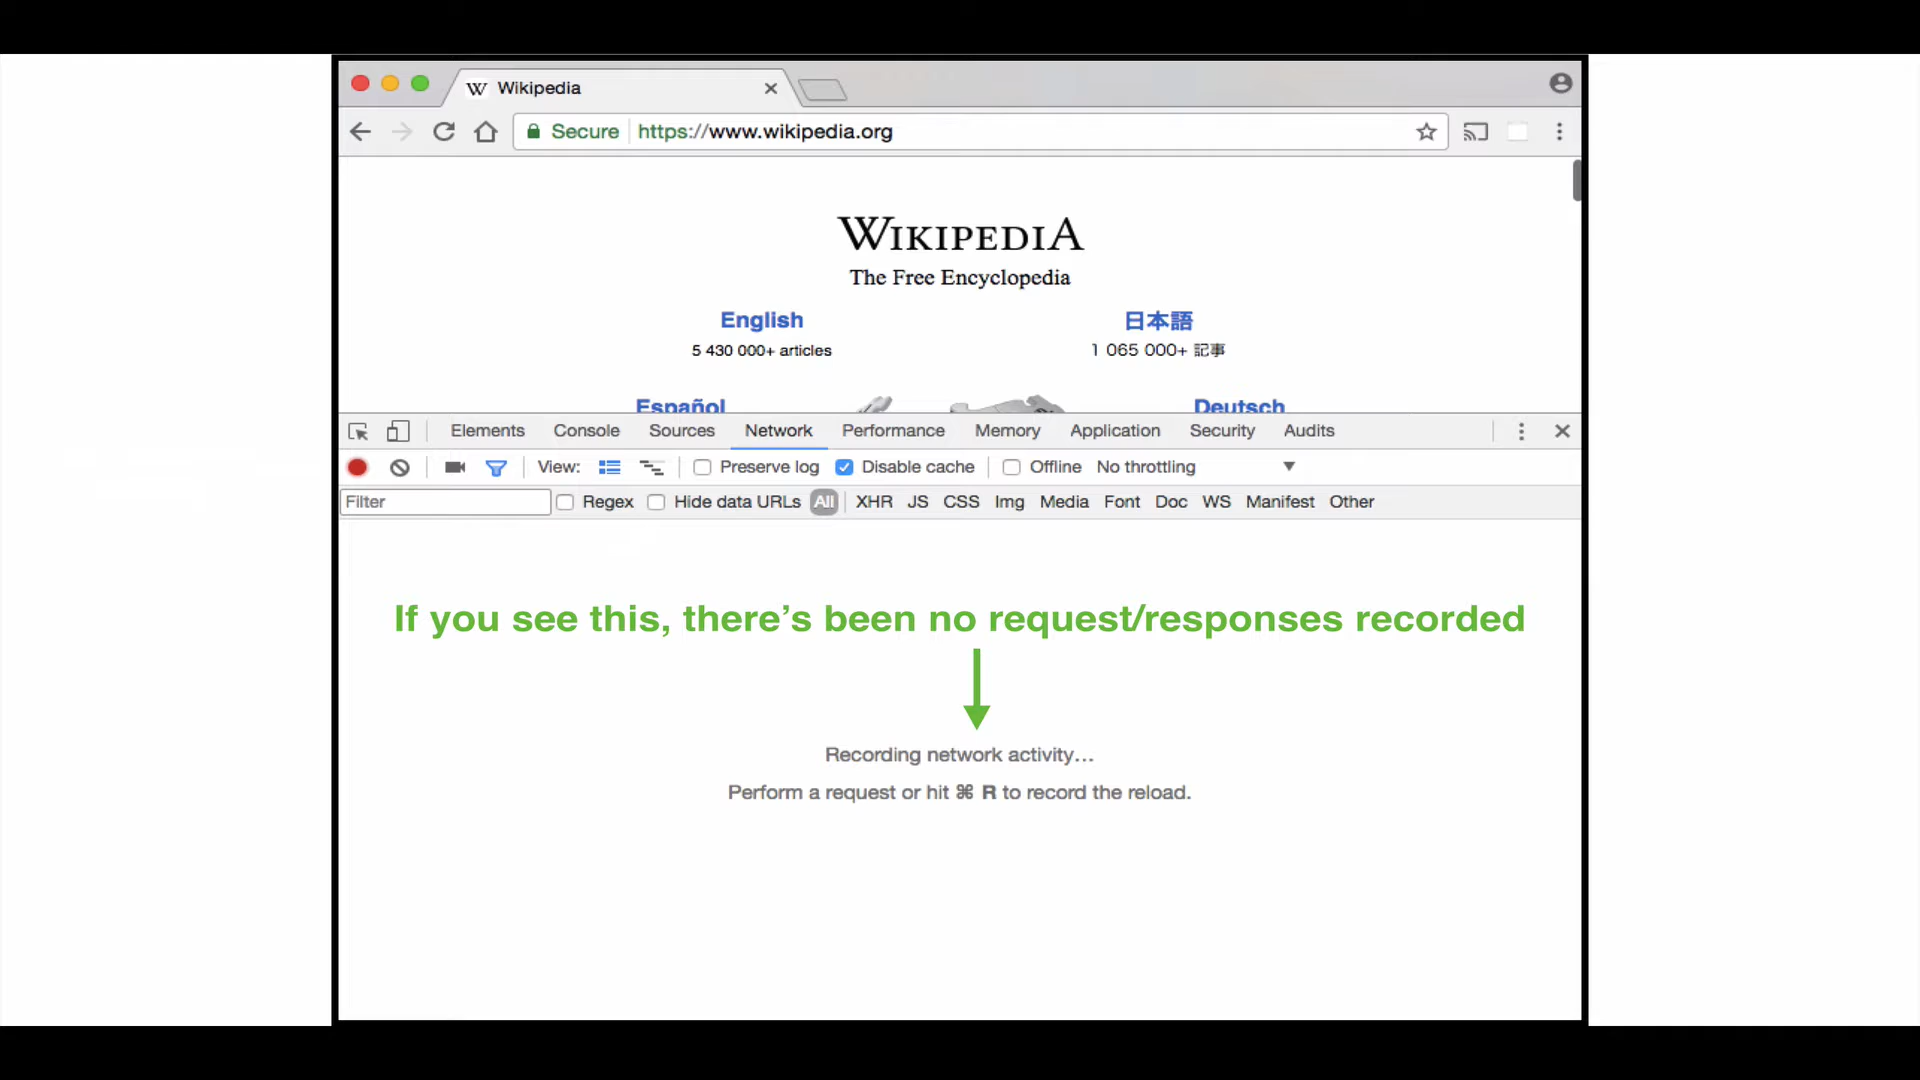 Wikipedia
Secure https://www.wikipedia.org
WIKIPEDIA
The Free Encyclopedia
English 日本語
5 430 000+ articles 1 065 000+ 記事
Español Deutsch
Elements Console Sources Network Performance Memory Application Security Audits
View: Preserve log Disable cache Offline No throttling
Filter Regex Hide data URLs All XHR JS CSS Img Media Font Doc WS Manifest Other
If you see this, there’s been no request/responses recorded
Recording network activity…
Perform a request or hit ⌘ R to record the reload.